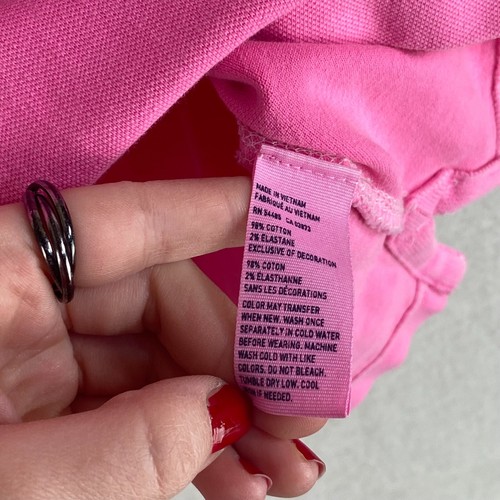 MADE IN VIETNAM
FABRIQUÉ AU VIETNAM
RN 54485 CA 03873
98% COTTON
2% ELASTANE
EXCLUSIVE OF DECORATION
98% COTON
2% ÉLASTHANNE
SANS LES DÉCORATIONS
COLOR MAY TRANSFER
WHEN NEW. WASH ONCE
SEPARATELY IN COLD WATER
BEFORE WEARING. MACHINE
WASH COLD WITH LIKE
COLORS. DO NOT BLEACH.
TUMBLE DRY LOW. COOL
IF NEEDED.